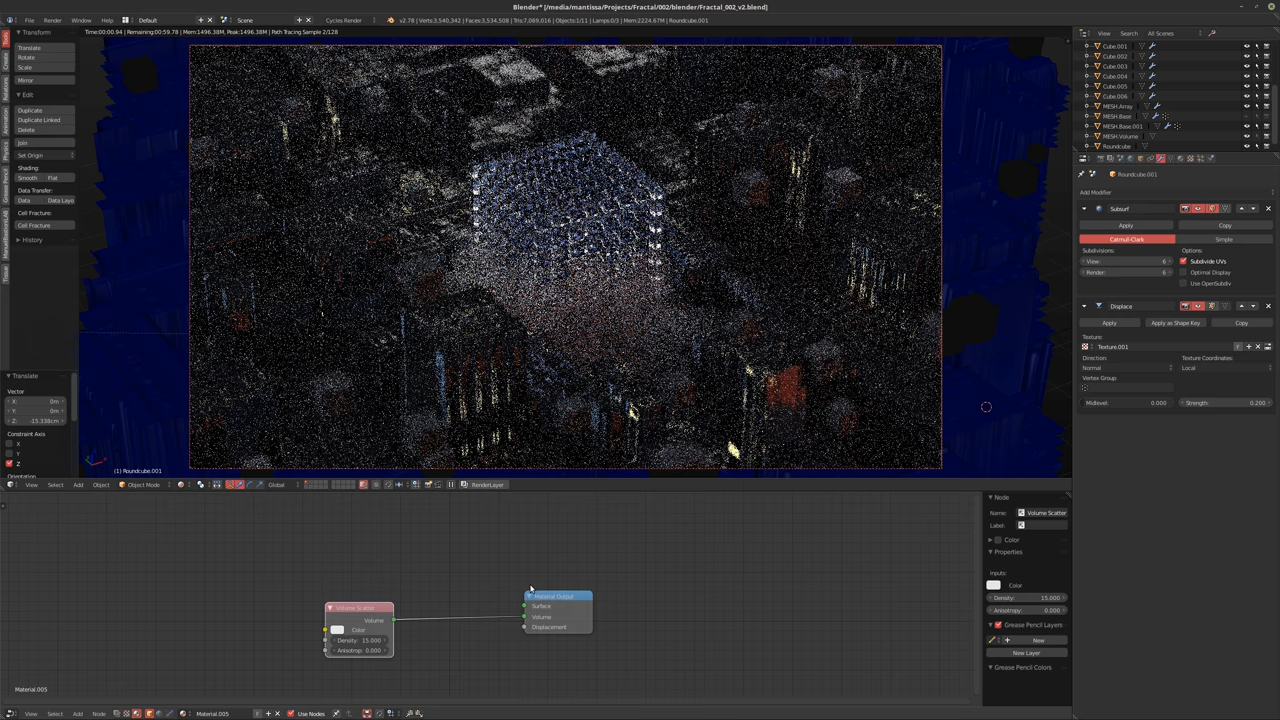 Blender* [/media/mantissa/Projects/Fractal/002/blender/Fractal_002_v2.blend]
File Render Window Help Default Scene Cycles Render v2.78 | Verts:3,540,342 | Faces:3,534,508 | Tris:7,089,016 | Objects:1/11 | Lamps:0/3 | Mem:2224.67M | Roundcube.001
Time:00:00.94 | Remaining:00:59.78 | Mem:1496.38M, Peak:1496.38M | Path Tracing Sample 2/128
Tools
Create
Relations
Animation
Physics
Grease Pencil
Tissue
Transform
Translate
Rotate
Scale
Mirror
Edit
Duplicate
Duplicate Linked
Delete
Join
Set Origin
Shading:
Smooth Flat
Data Transfer:
Data Data Layo
Cell Fracture:
Cell Fracture
History
Translate
Vector
X: 0m
Y: 0m
Z: -15.338cm
Constraint Axis
X
Y
Z
Orientation
(1) Roundcube.001
View Select Add Object Object Mode Global RenderLayer
Volume Scatter
Volume
Color
Density: 15.000
Anisotrop: 0.000
Material Output
Surface
Volume
Displacement
Material.005
View Select Add Node Material.005 F Use Nodes
Node
Name: Volume Scatter
Label:
Color
Properties
Inputs:
Color
Density: 15.000
Anisotropy: 0.000
Grease Pencil Layers
New
New Layer
Grease Pencil Colors
View Search All Scenes
Cube.001
Cube.002
Cube.003
Cube.004
Cube.005
Cube.006
MESH.Array
MESH.Base
MESH.Base.001
MESH.Volume
Roundcube
Roundcube.001
Add Modifier
Subsurf
Apply Copy
Catmull-Clark Simple
Subdivisions: Options:
View: 6 Subdivide UVs
Render: 6 Optimal Display
Use OpenSubdiv
Displace
Apply Apply as Shape Key Copy
Texture:
Texture.001 F
Direction: Texture Coordinates:
Normal Local
Vertex Group:
Midlevel: 0.000 Strength: 0.200